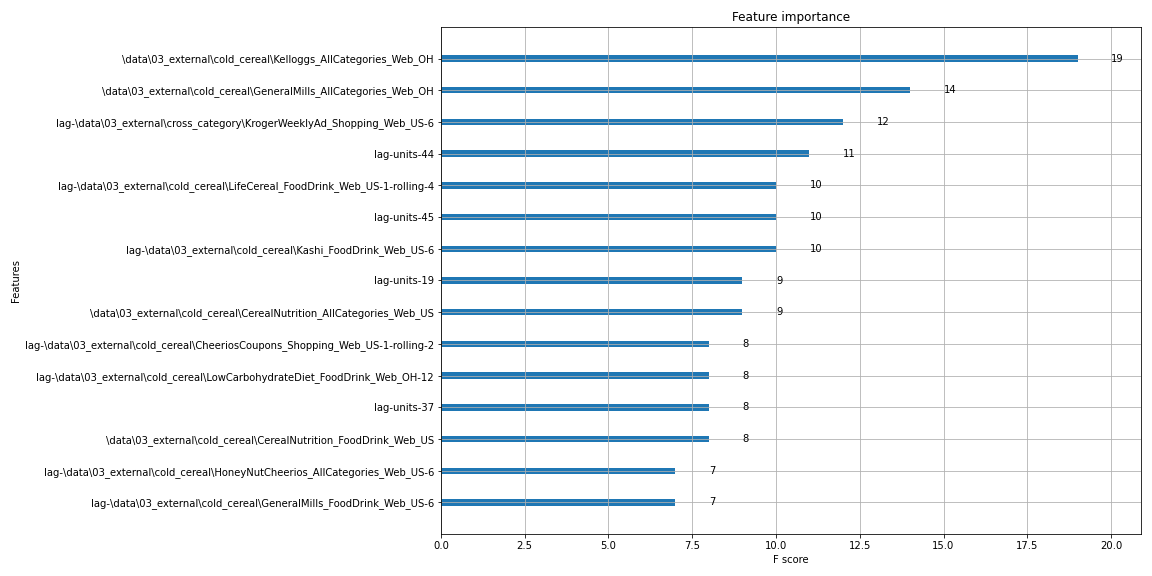 Feature importance
Features
\data\03_external\cold_cereal\Kelloggs_AllCategories_Web_OH 19
\data\03_external\cold_cereal\GeneralMills_AllCategories_Web_OH 14
lag-\data\03_external\cross_category\KrogerWeeklyAd_Shopping_Web_US-6 12
lag-units-44 11
lag-\data\03_external\cold_cereal\LifeCereal_FoodDrink_Web_US-1-rolling-4 10
lag-units-45 10
lag-\data\03_external\cold_cereal\Kashi_FoodDrink_Web_US-6 10
lag-units-19 9
\data\03_external\cold_cereal\CerealNutrition_AllCategories_Web_US 9
lag-\data\03_external\cold_cereal\CheeriosCoupons_Shopping_Web_US-1-rolling-2 8
lag-\data\03_external\cold_cereal\LowCarbohydrateDiet_FoodDrink_Web_OH-12 8
lag-units-37 8
\data\03_external\cold_cereal\CerealNutrition_FoodDrink_Web_US 8
lag-\data\03_external\cold_cereal\HoneyNutCheerios_AllCategories_Web_US-6 7
lag-\data\03_external\cold_cereal\GeneralMills_FoodDrink_Web_US-6 7
0.0 2.5 5.0 7.5 10.0 12.5 15.0 17.5 20.0
F score